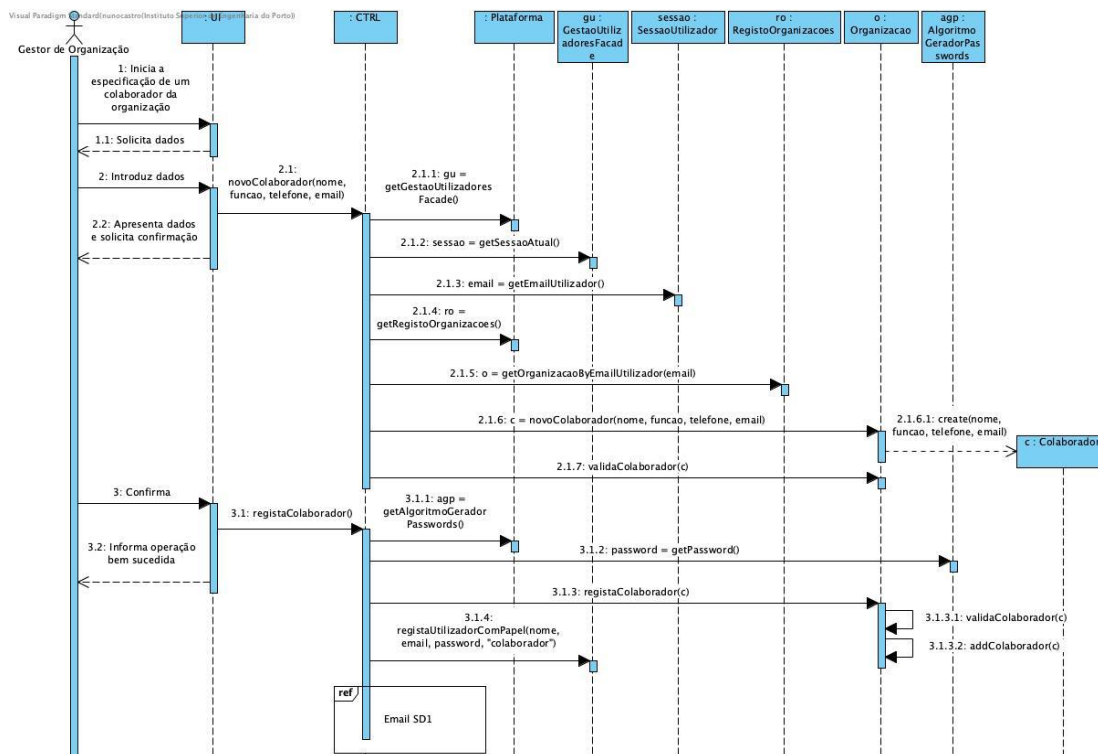 Visual Paradigm Standard(nunocastro(Instituto Superior de Engenharia do Porto))
: UI
: CTRL
: Plataforma
gu :
GestaoUtiliz
adoresFacad
e
sessao :
SessaoUtilizador
ro :
RegistoOrganizacoes
o :
Organizacao
agp :
Algoritmo
GeradorPas
swords
Gestor de Organização
1: Inicia a
especificação de um
colaborador da
organização
1.1: Solicita dados
2: Introduz dados
2.1:
novoColaborador(nome,
funcao, telefone, email)
2.1.1: gu =
getGestaoUtilizadores
Facade()
2.2: Apresenta dados
e solicita confirmação
2.1.2: sessao = getSessaoAtual()
2.1.3: email = getEmailUtilizador()
2.1.4: ro =
getRegistoOrganizacoes()
2.1.5: o = getOrganizacaoByEmailUtilizador(email)
2.1.6: c = novoColaborador(nome, funcao, telefone, email)
2.1.6.1: create(nome,
funcao, telefone, email)
c : Colaborador
2.1.7: validaColaborador(c)
3: Confirma
3.1: registaColaborador()
3.1.1: agp =
getAlgoritmoGerador
Passwords()
3.2: Informa operação
bem sucedida
3.1.2: password = getPassword()
3.1.3: registaColaborador(c)
3.1.3.1: validaColaborador(c)
3.1.3.2: addColaborador(c)
3.1.4:
registaUtilizadorComPapel(nome,
email, password, "colaborador")
ref
Email SD1